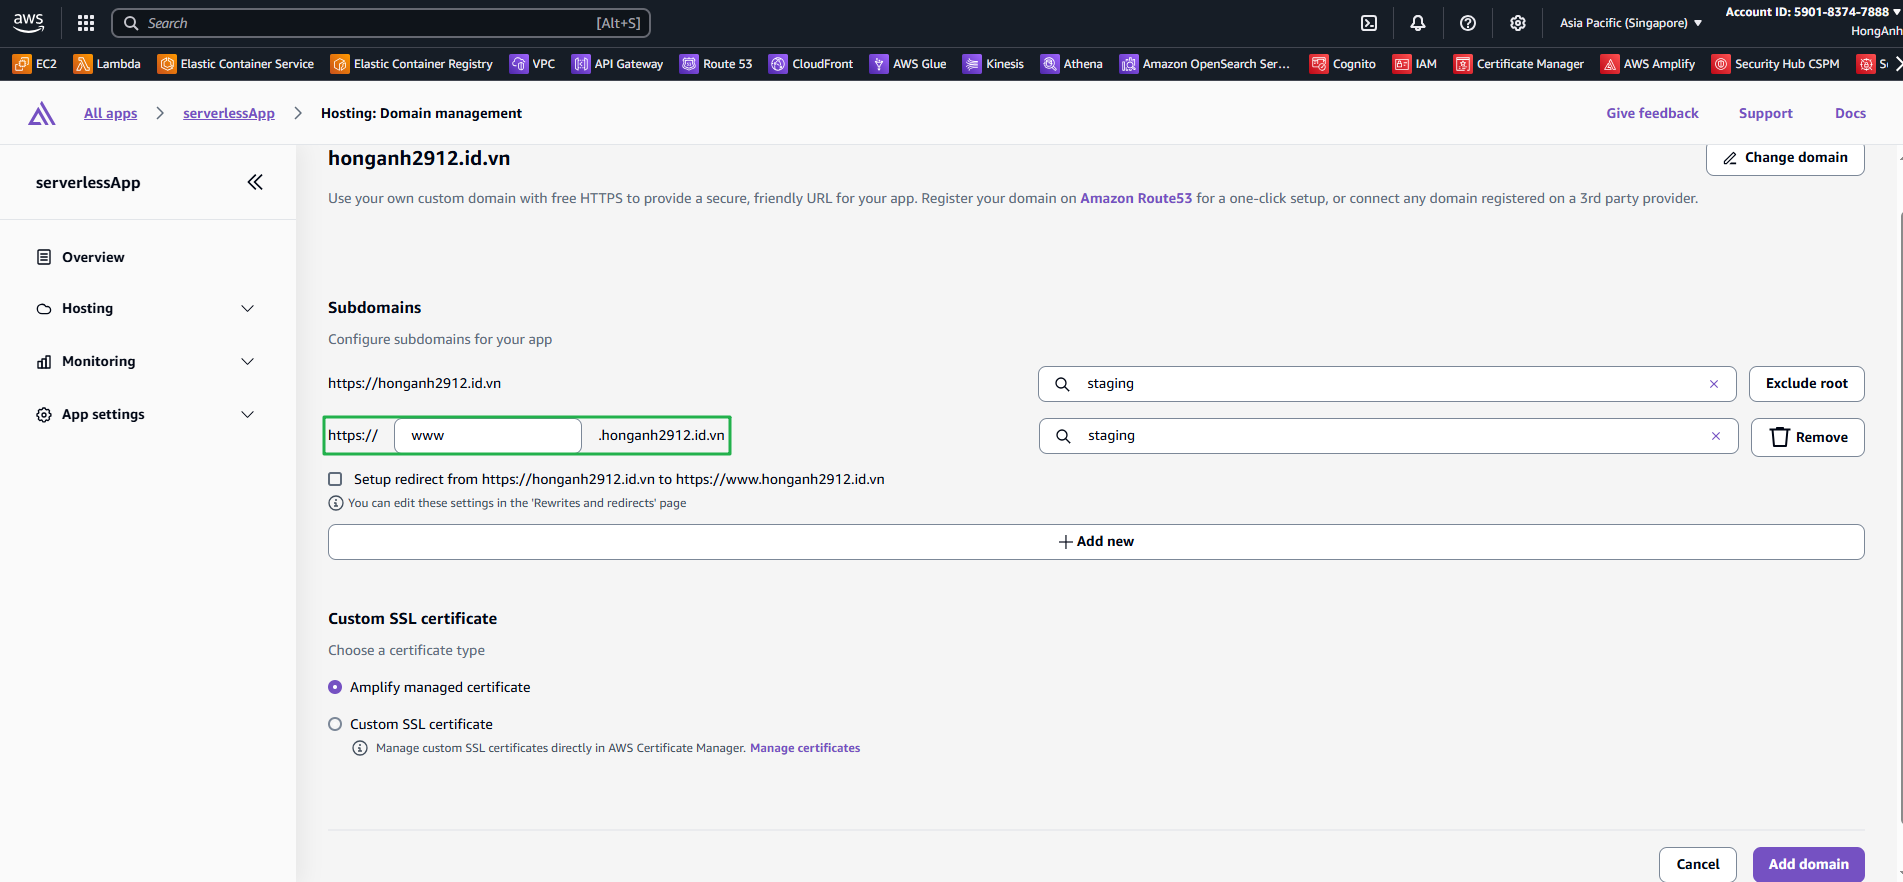 aws
Search [Alt+S]
Asia Pacific (Singapore)
Account ID: 5901-8374-7888
HongAnh
EC2 Lambda Elastic Container Service Elastic Container Registry VPC API Gateway Route 53 CloudFront AWS Glue Kinesis Athena Amazon OpenSearch Ser... Cognito IAM Certificate Manager AWS Amplify Security Hub CSPM
All apps serverlessApp Hosting: Domain management Give feedback Support Docs
serverlessApp
Overview
Hosting
Monitoring
App settings
honganh2912.id.vn
Change domain
Use your own custom domain with free HTTPS to provide a secure, friendly URL for your app. Register your domain on Amazon Route53 for a one-click setup, or connect any domain registered on a 3rd party provider.
Subdomains
Configure subdomains for your app
https://honganh2912.id.vn staging Exclude root
https:// www .honganh2912.id.vn staging Remove
Setup redirect from https://honganh2912.id.vn to https://www.honganh2912.id.vn
You can edit these settings in the 'Rewrites and redirects' page
Add new
Custom SSL certificate
Choose a certificate type
Amplify managed certificate
Custom SSL certificate
Manage custom SSL certificates directly in AWS Certificate Manager. Manage certificates
Cancel Add domain